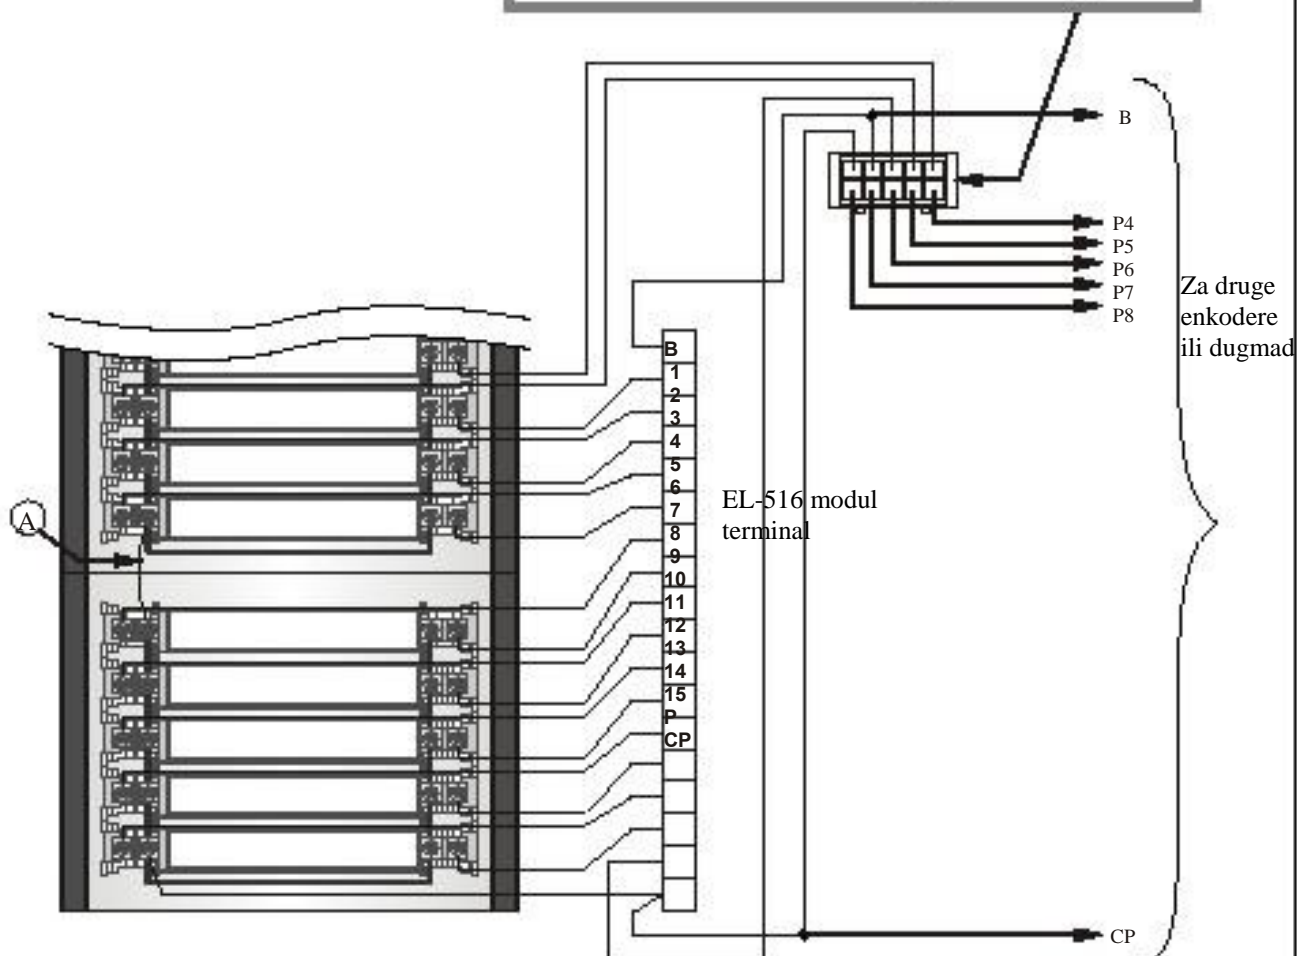 B
P4
P5
P6
P7
P8
Za druge
enkodere
ili dugmad
B
1
2
3
4
5
6
7
8
9
10
11
12
13
14
15
P
CP
EL-516 modul
terminal
A
CP